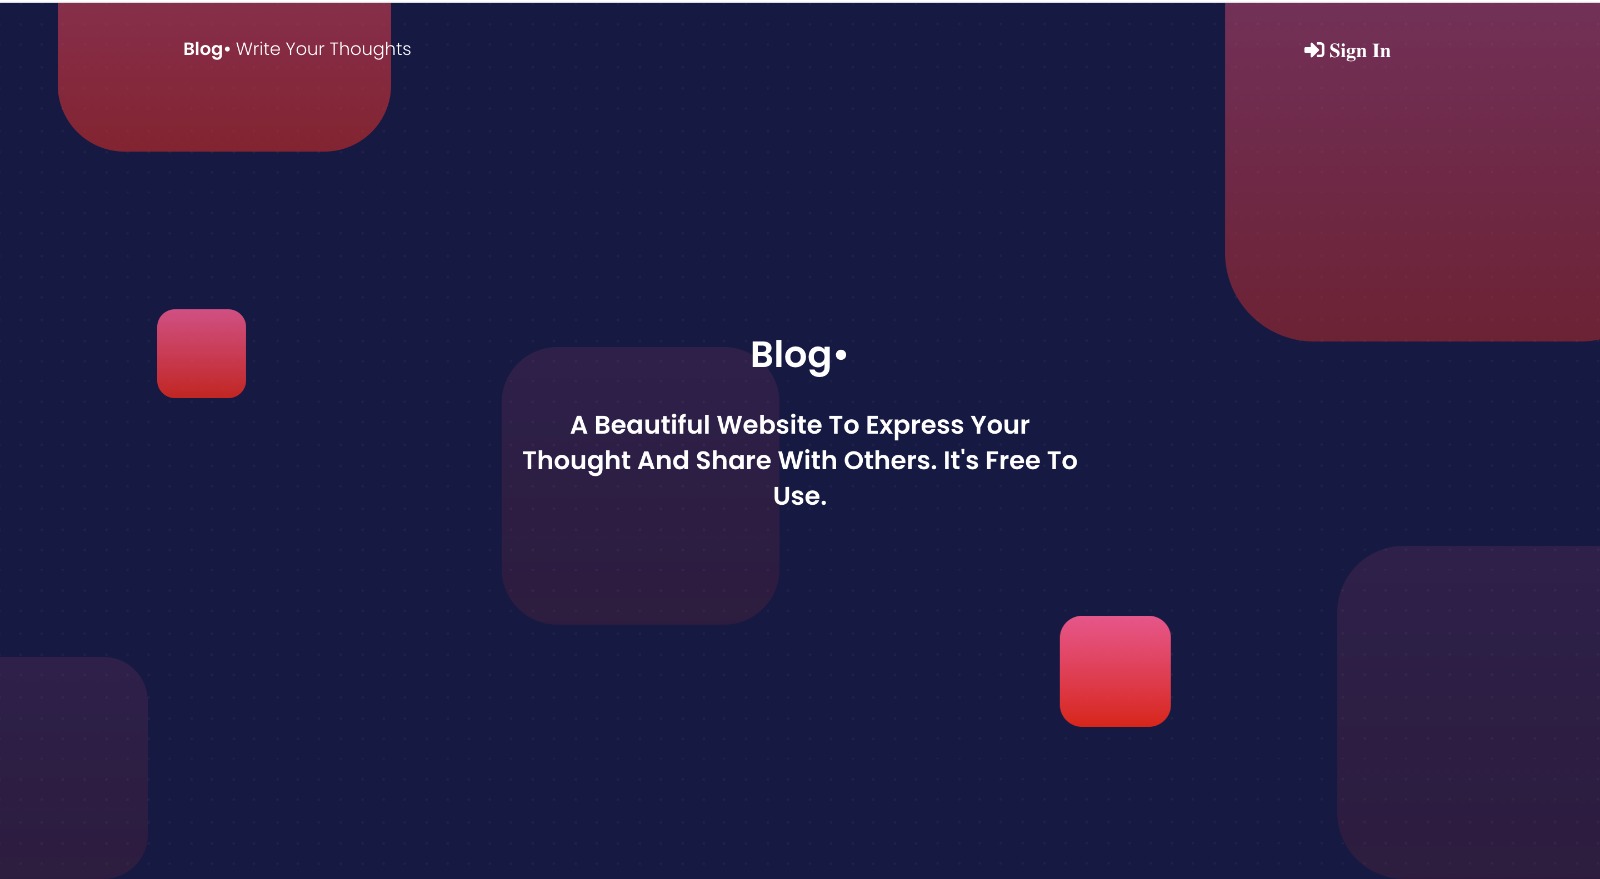 Blog• Write Your Thoughts
Sign In
Blog•
A Beautiful Website To Express Your
Thought And Share With Others. It's Free To
Use.